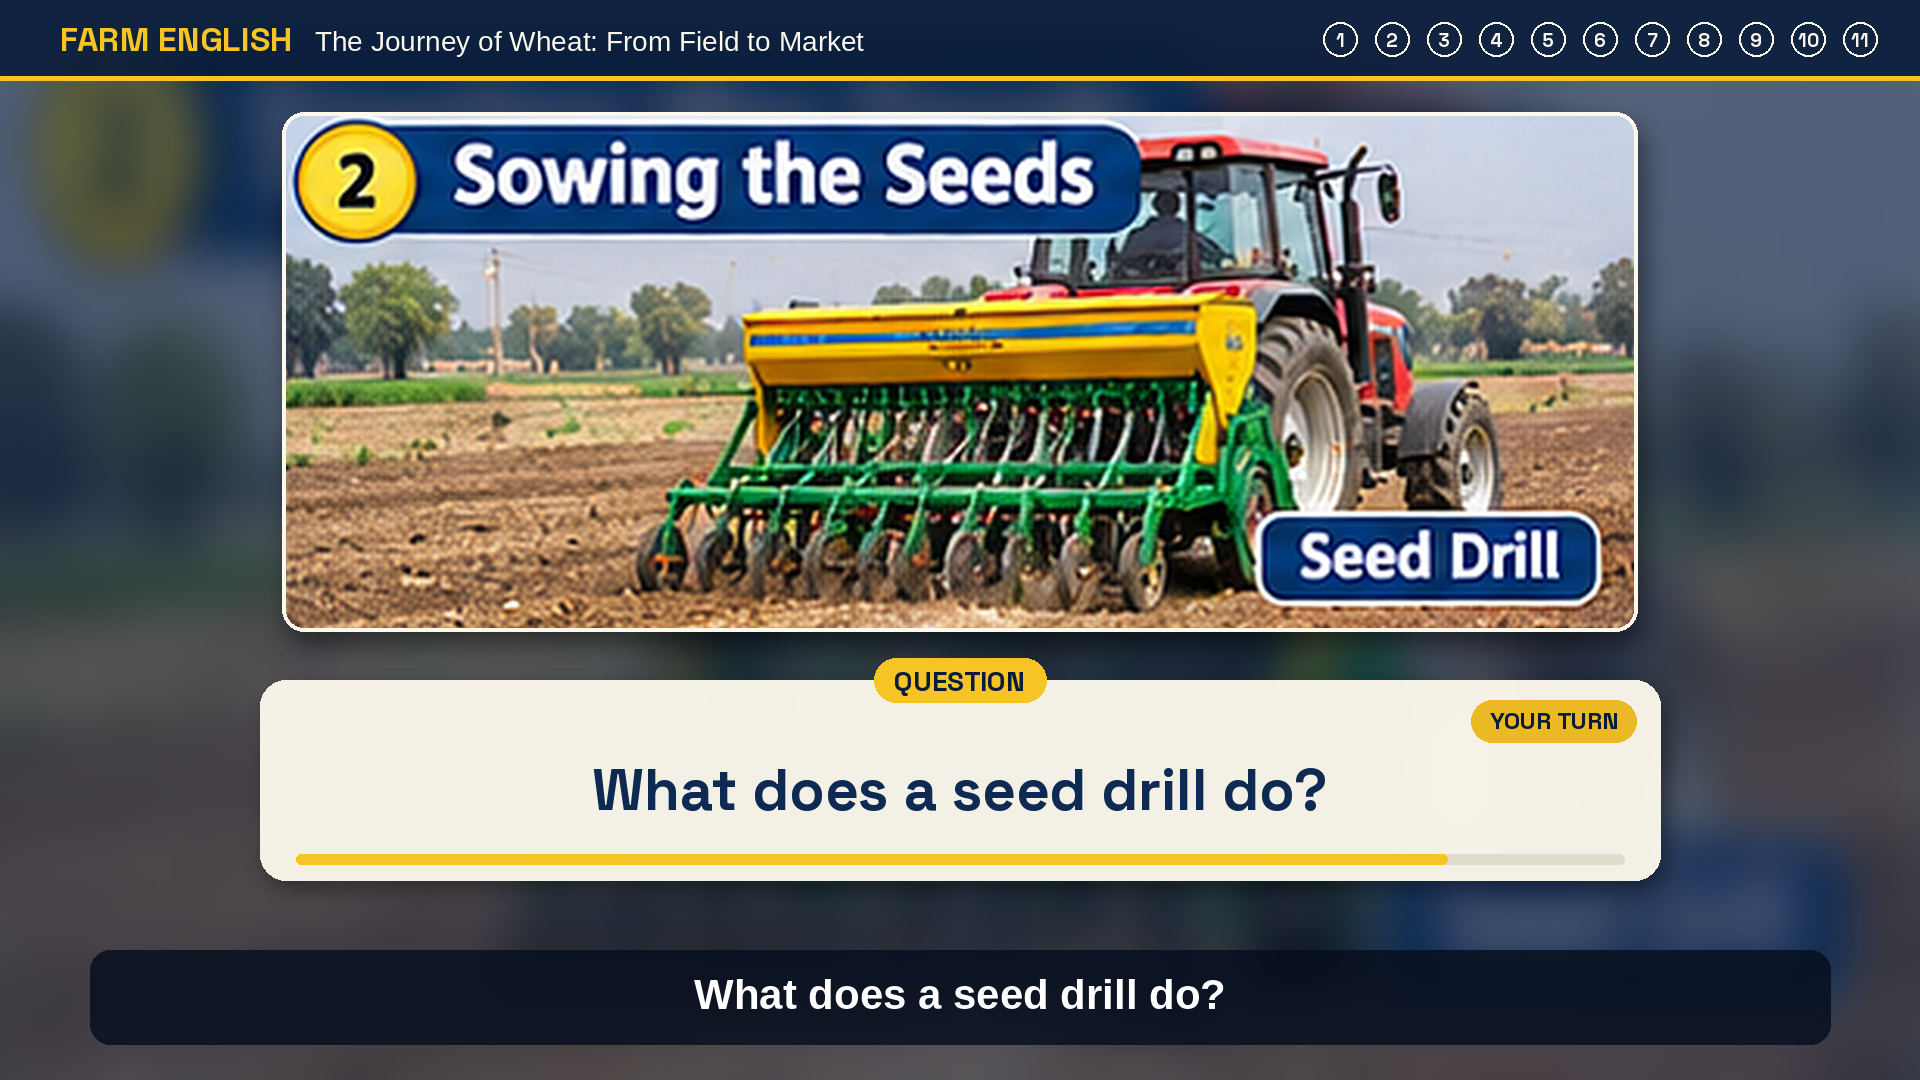 FARM ENGLISH The Journey of Wheat: From Field to Market 1 2 3 4 5 6 7 8 9 10 11
2 Sowing the Seeds
Seed Drill
QUESTION
YOUR TURN
What does a seed drill do?
What does a seed drill do?